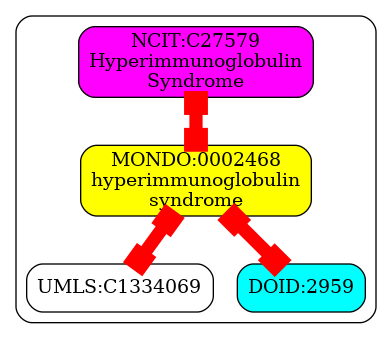 NCIT:C27579
Hyperimmunoglobulin
Syndrome
MONDO:0002468
hyperimmunoglobulin
syndrome
UMLS:C1334069
DOID:2959